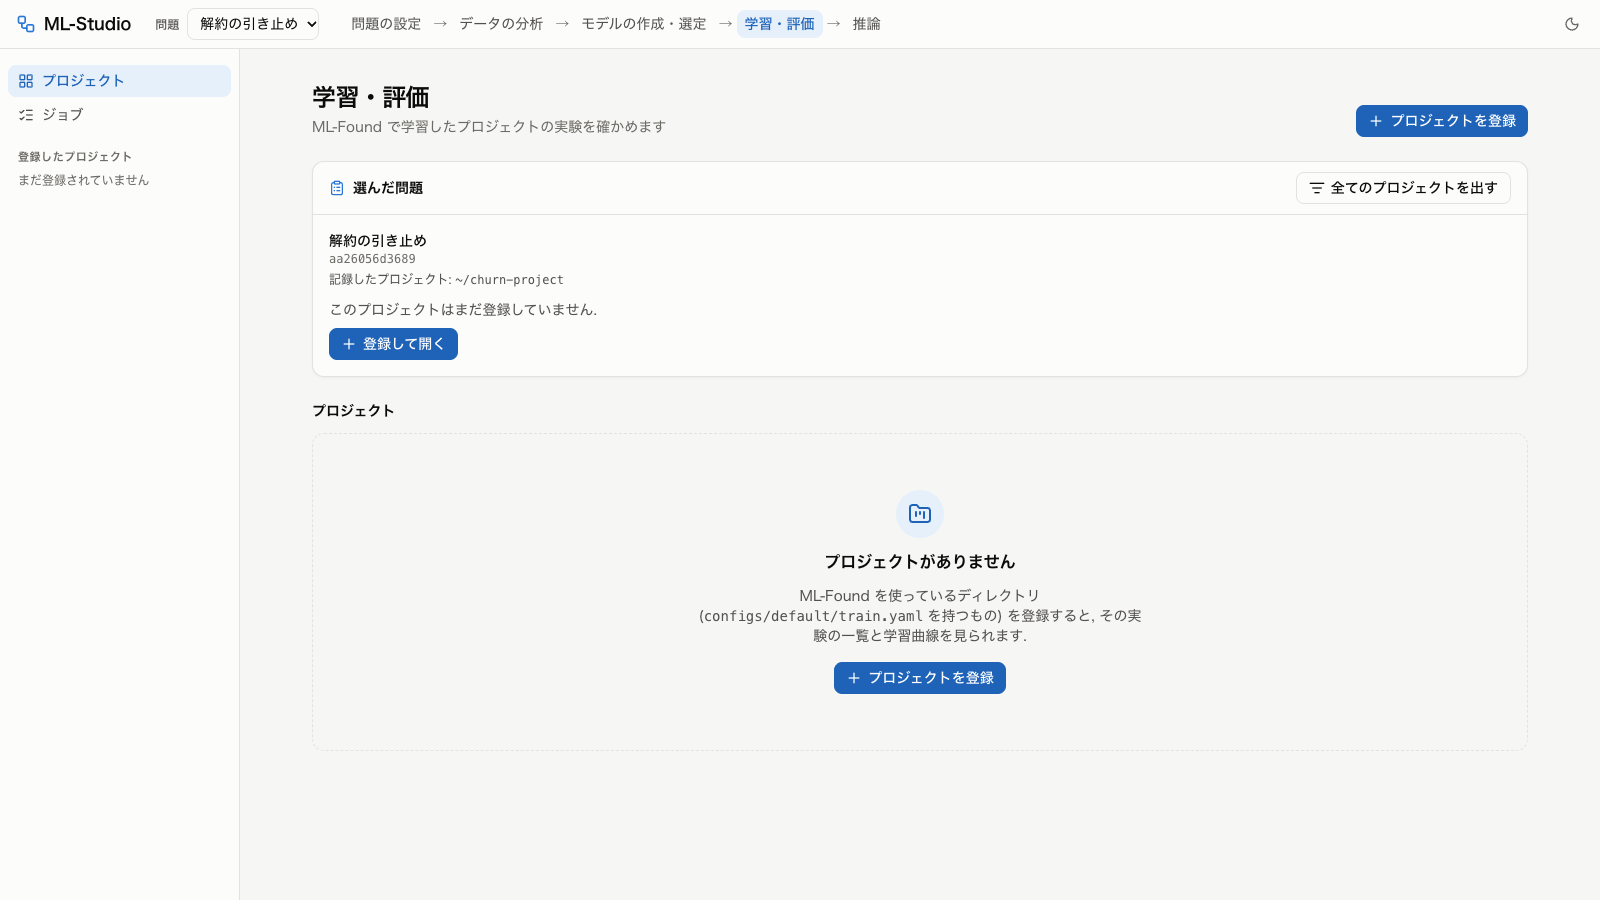 ML-Studio
問題
解約の引き止め
問題の設定 → データの分析 → モデルの作成・選定 → 学習・評価 → 推論
プロジェクト
ジョブ
登録したプロジェクト
まだ登録されていません
学習・評価
ML-Found で学習したプロジェクトの実験を確かめます
+ プロジェクトを登録
選んだ問題
全てのプロジェクトを出す
解約の引き止め
aa26056d3689
記録したプロジェクト: ~/churn-project
このプロジェクトはまだ登録していません.
+ 登録して開く
プロジェクト
プロジェクトがありません
ML-Found を使っているディレクトリ
(configs/default/train.yaml を持つもの) を登録すると, その実
験の一覧と学習曲線を見られます.
+ プロジェクトを登録